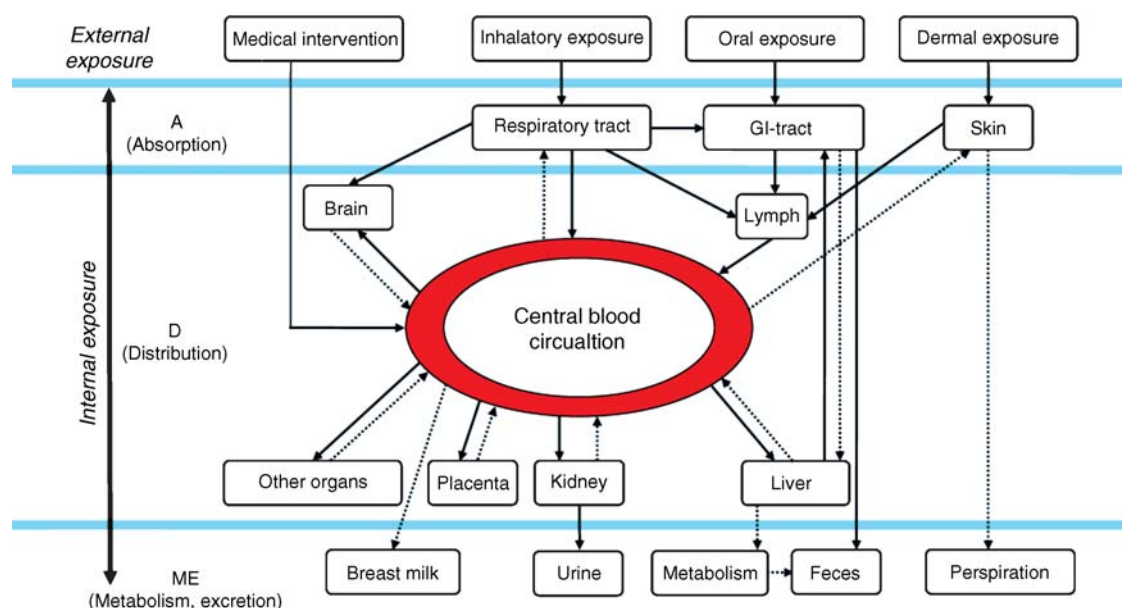 External
exposure
Medical intervention
Inhalatory exposure
Oral exposure
Dermal exposure
A
(Absorption)
Respiratory tract
GI-tract
Skin
Brain
Lymph
Internal exposure
D
(Distribution)
Central blood
circualtion
Other organs
Placenta
Kidney
Liver
ME
(Metabolism, excretion)
Breast milk
Urine
Metabolism
Feces
Perspiration